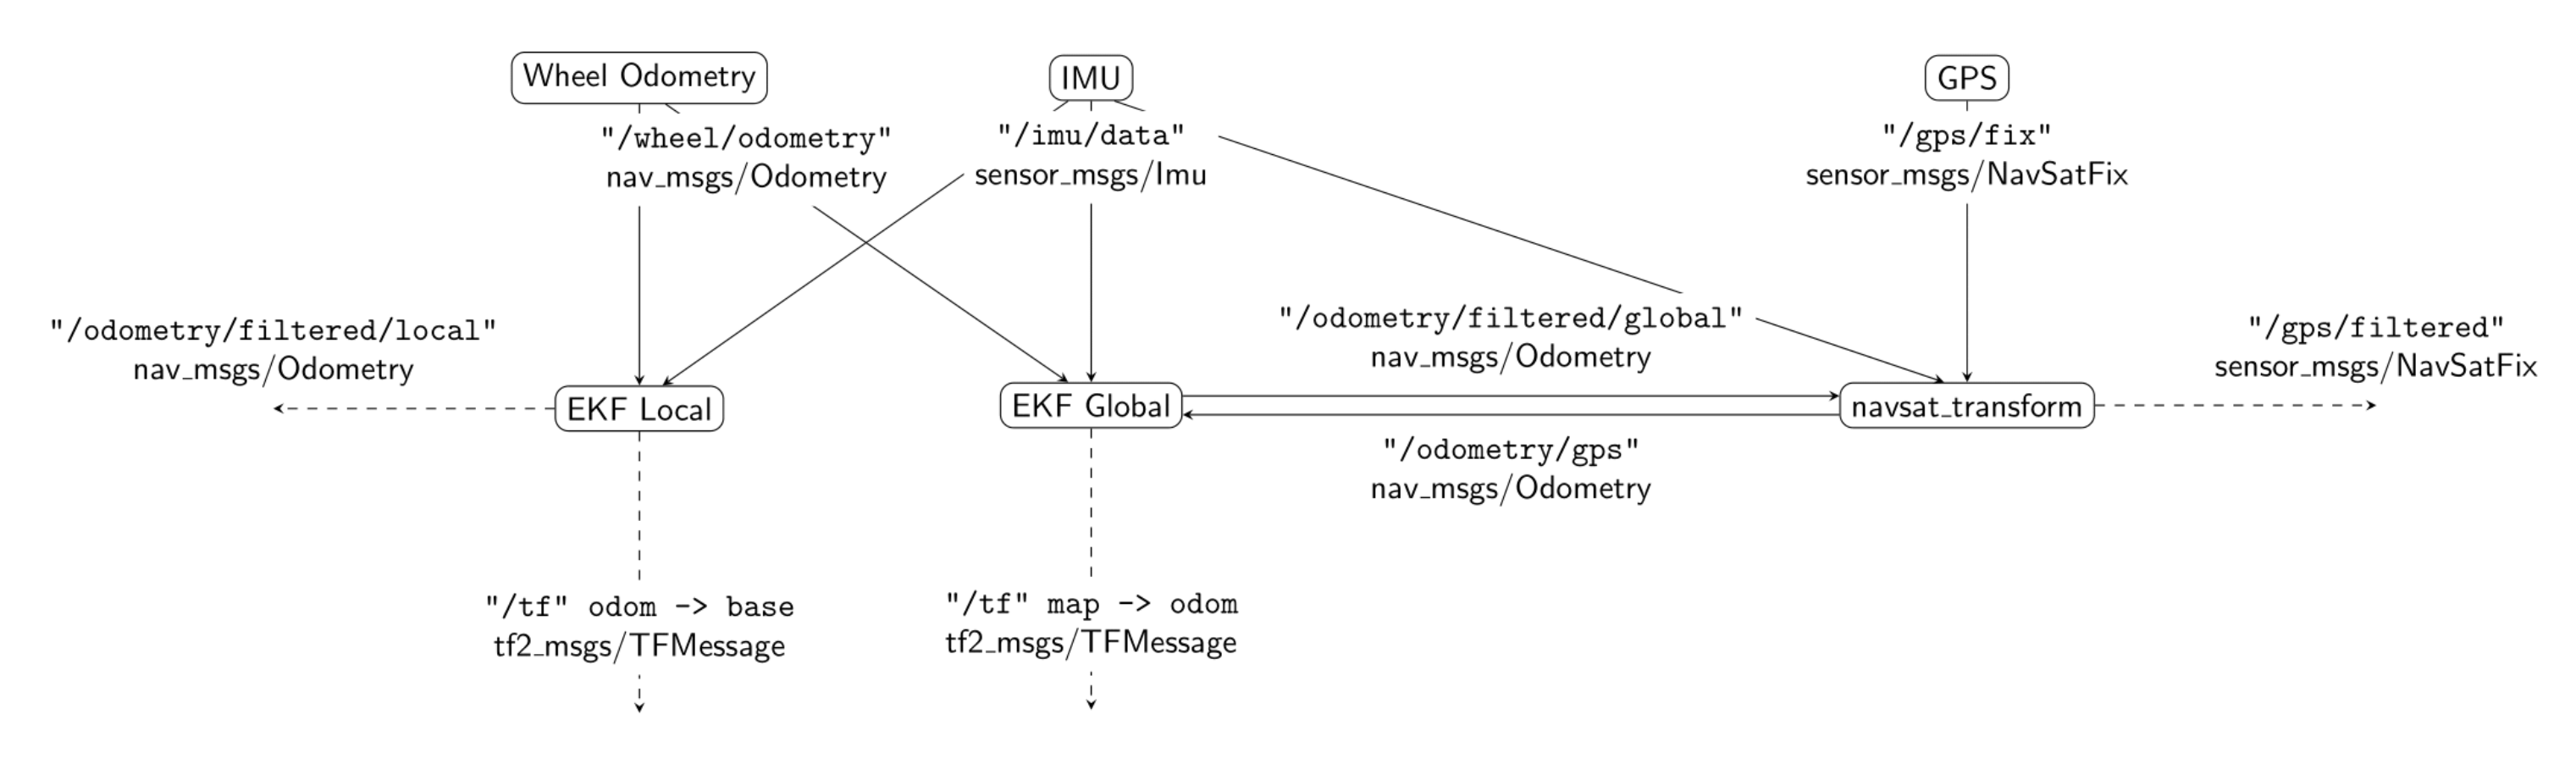 Wheel Odometry
IMU
GPS
"/wheel/odometry"
nav_msgs/Odometry
"/imu/data"
sensor_msgs/Imu
"/gps/fix"
sensor_msgs/NavSatFix
"/odometry/filtered/local"
nav_msgs/Odometry
"/odometry/filtered/global"
nav_msgs/Odometry
"/gps/filtered"
sensor_msgs/NavSatFix
EKF Local
EKF Global
navsat_transform
"/odometry/gps"
nav_msgs/Odometry
"/tf" odom -> base
tf2_msgs/TFMessage
"/tf" map -> odom
tf2_msgs/TFMessage